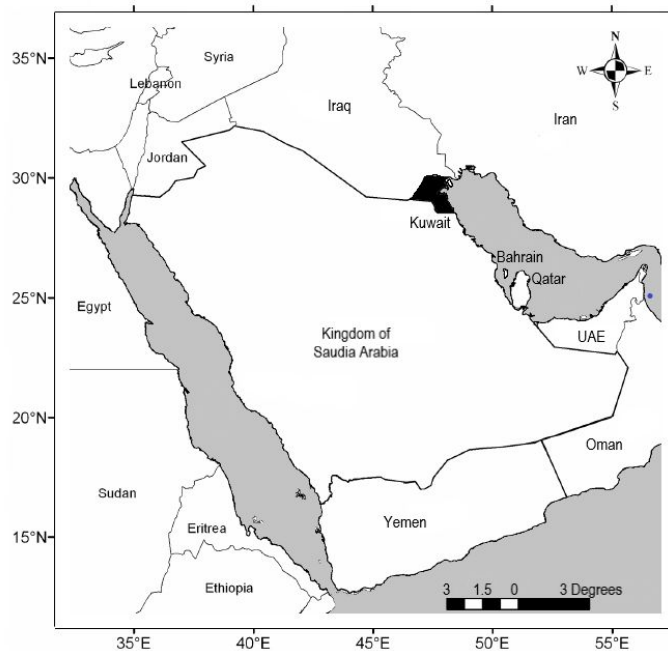 35°N
30°N
25°N
20°N
15°N
Syria
Lebanon
Iraq
Iran
N
W E
S
Jordan
Kuwait
Bahrain
Qatar
Egypt
UAE
Kingdom of
Saudia Arabia
Oman
Sudan
Yemen
Eritrea
Ethiopia
3 1.5 0 3 Degrees
35°E 40°E 45°E 50°E 55°E